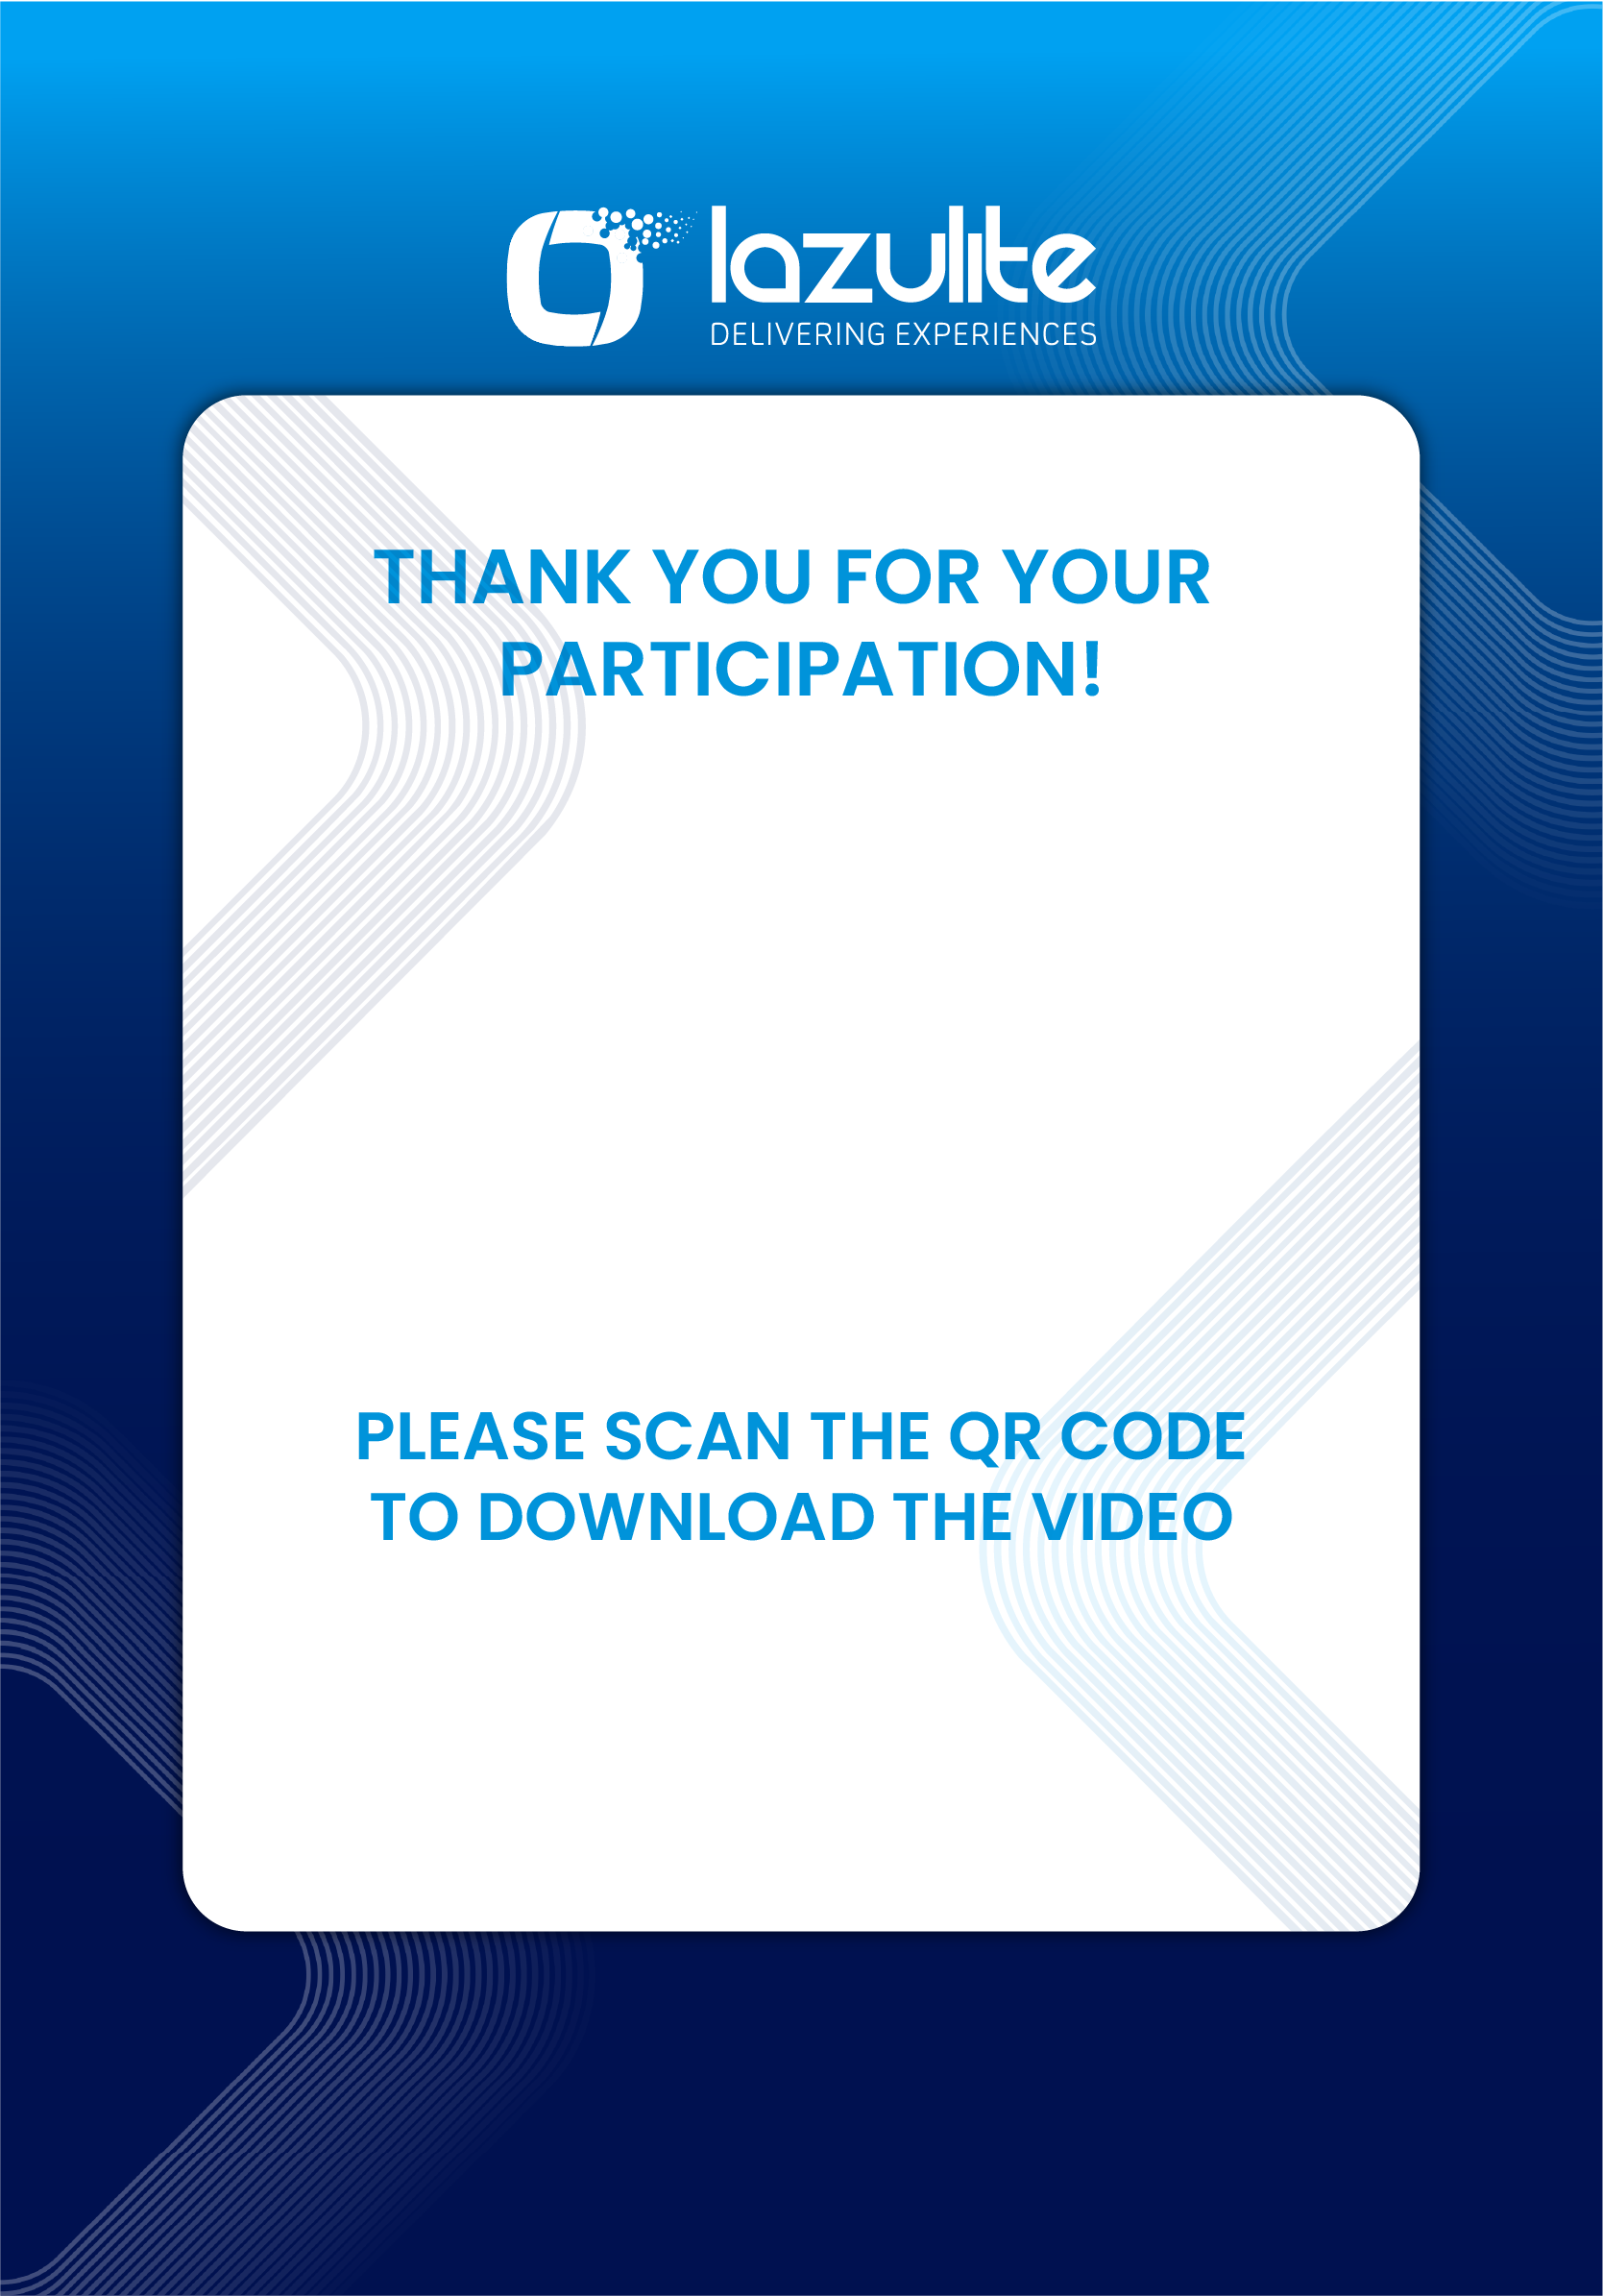 lazulite
DELIVERING EXPERIENCES
THANK YOU FOR YOUR
PARTICIPATION!
PLEASE SCAN THE QR CODE
TO DOWNLOAD THE VIDEO